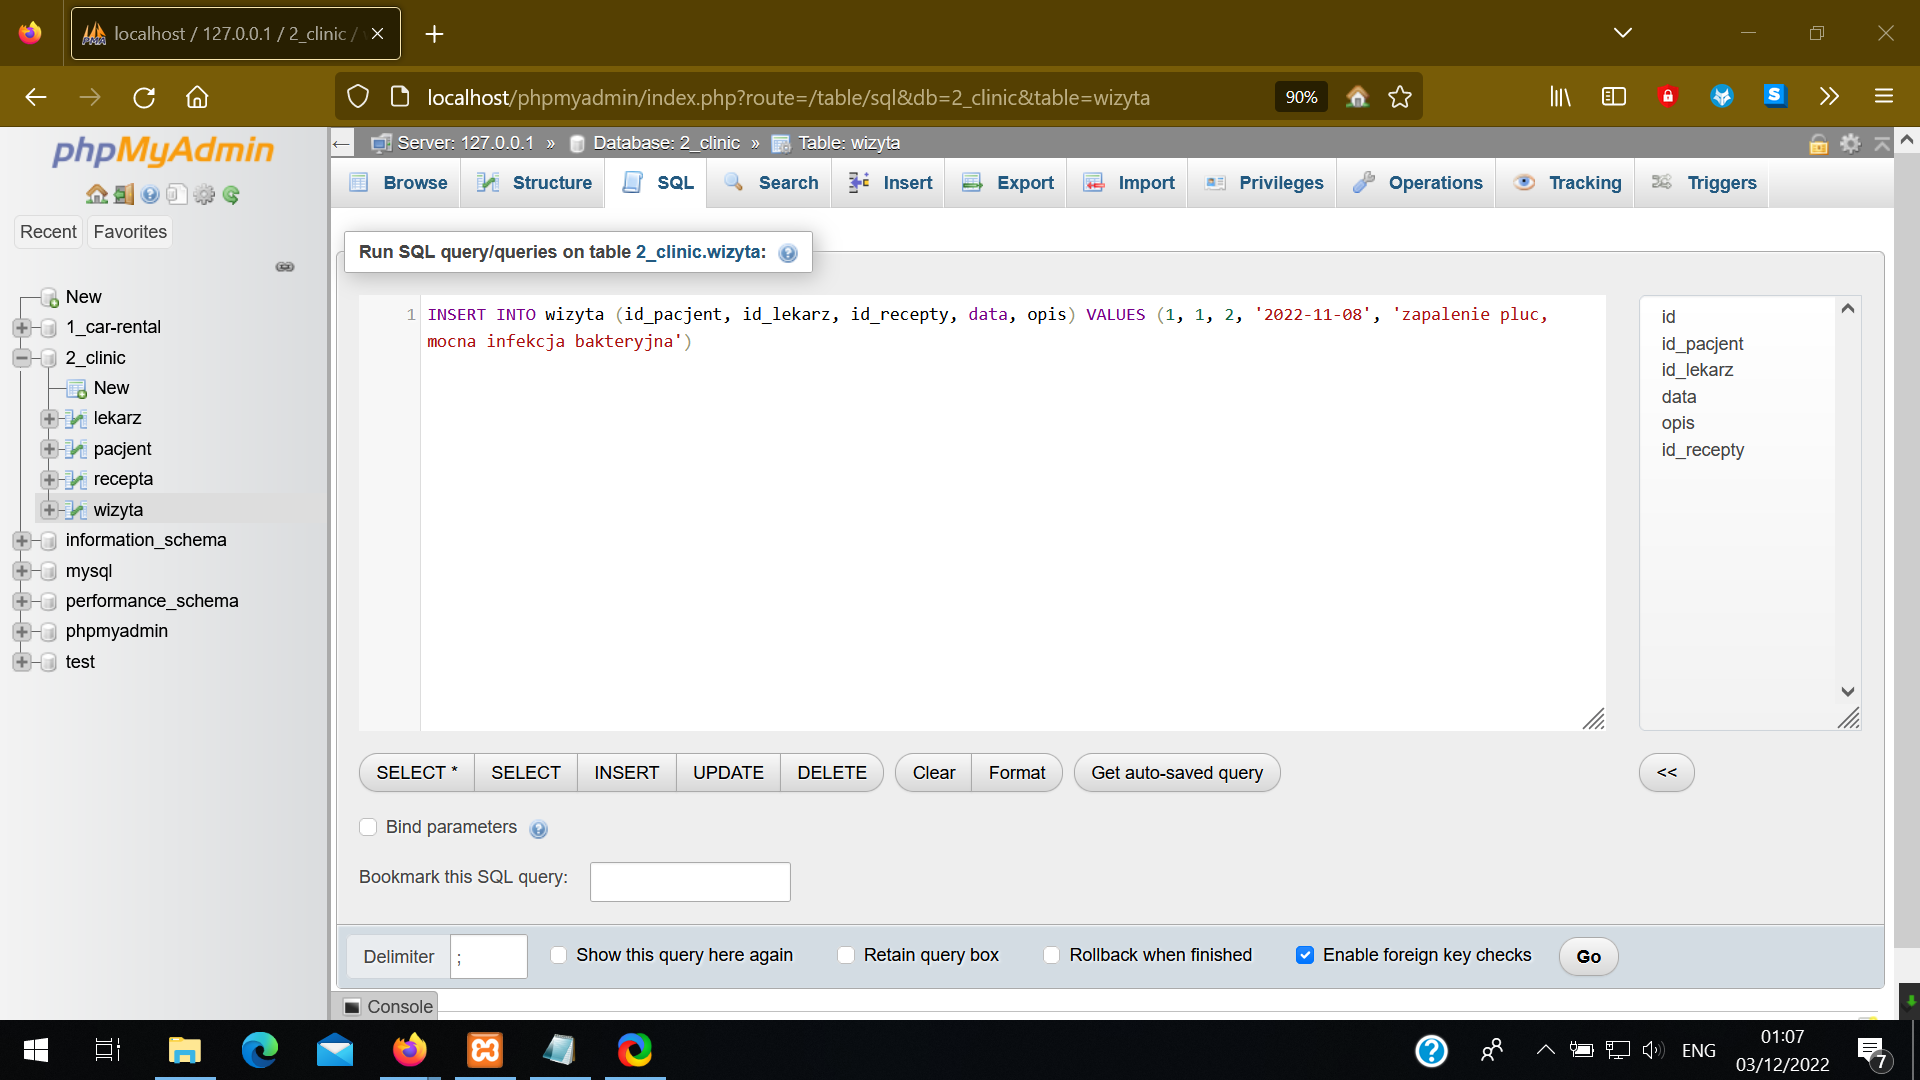 localhost / 127.0.0.1 / 2_clinic /
localhost/phpmyadmin/index.php?route=/table/sql&db=2_clinic&table=wizyta
90%
phpMyAdmin
Recent
Favorites
New
1_car-rental
2_clinic
New
lekarz
pacjent
recepta
wizyta
information_schema
mysql
performance_schema
phpmyadmin
test
Server: 127.0.0.1 » Database: 2_clinic » Table: wizyta
Browse Structure SQL Search Insert Export Import Privileges Operations Tracking Triggers
Run SQL query/queries on table 2_clinic.wizyta:
1 INSERT INTO wizyta (id_pacjent, id_lekarz, id_recepty, data, opis) VALUES (1, 1, 2, '2022-11-08', 'zapalenie pluc,
mocna infekcja bakteryjna')
id
id_pacjent
id_lekarz
data
opis
id_recepty
SELECT * SELECT INSERT UPDATE DELETE Clear Format Get auto-saved query <<
Bind parameters
Bookmark this SQL query:
Delimiter ; Show this query here again Retain query box Rollback when finished Enable foreign key checks Go
Console
ENG
01:07
03/12/2022
7